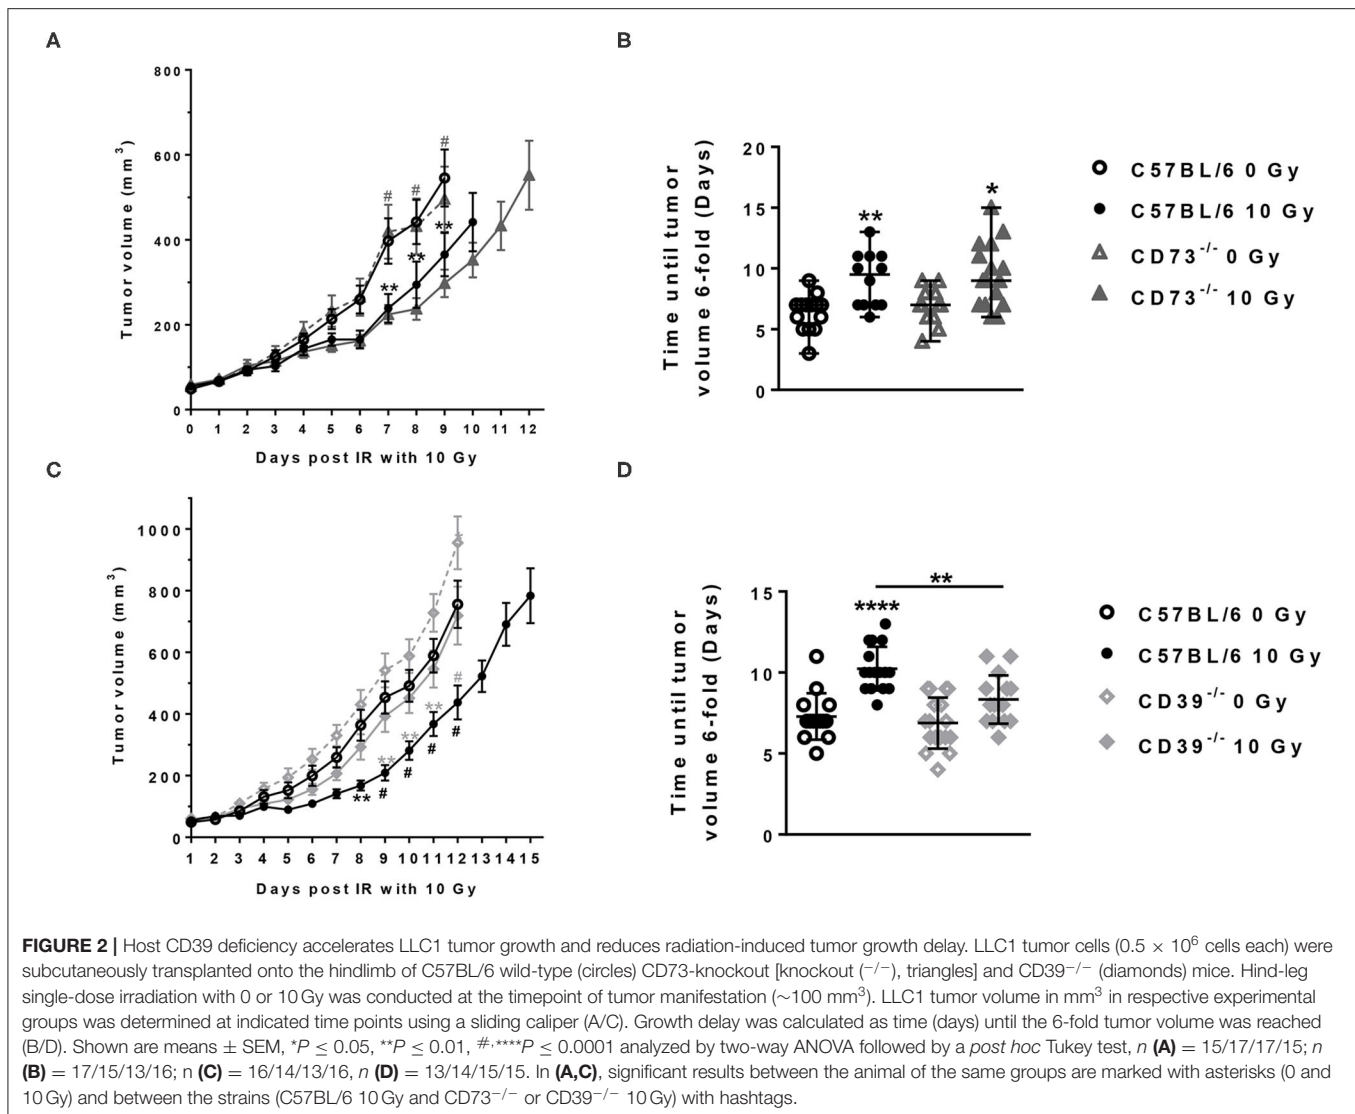 A
800
600
400
200
0
Tumor volume (mm3)
#
#
#
**
**
**
0 1 2 3 4 5 6 7 8 9 10 11 12
Days post IR with 10 Gy
B
20
15
10
5
0
Time until tumor
volume 6-fold (Days)
**
*
C57BL/6 0 Gy
C57BL/6 10 Gy
CD73-/- 0 Gy
CD73-/- 10 Gy
C
1000
800
600
400
200
0
Tumor volume (mm3)
#
**
**
**
**
#
#
#
#
1 2 3 4 5 6 7 8 9 10 11 12 13 14 15
Days post IR with 10 Gy
D
15
10
5
0
Time until tumor
volume 6-fold (Days)
****
**
C57BL/6 0 Gy
C57BL/6 10 Gy
CD39-/- 0 Gy
CD39-/- 10 Gy
FIGURE 2 | Host CD39 deficiency accelerates LLC1 tumor growth and reduces radiation-induced tumor growth delay. LLC1 tumor cells (0.5 × 10⁶ cells each) were
subcutaneously transplanted onto the hindlimb of C57BL/6 wild-type (circles) CD73-knockout [knockout (−/−), triangles] and CD39−/− (diamonds) mice. Hind-leg
single-dose irradiation with 0 or 10 Gy was conducted at the timepoint of tumor manifestation (∼100 mm³). LLC1 tumor volume in mm³ in respective experimental
groups was determined at indicated time points using a sliding caliper (A/C). Growth delay was calculated as time (days) until the 6-fold tumor volume was reached
(B/D). Shown are means ± SEM, *P ≤ 0.05, **P ≤ 0.01, #,****P ≤ 0.0001 analyzed by two-way ANOVA followed by a post hoc Tukey test, n (A) = 15/17/17/15; n
(B) = 17/15/13/16; n (C) = 16/14/13/16, n (D) = 13/14/15/15. In (A,C), significant results between the animal of the same groups are marked with asterisks (0 and
10 Gy) and between the strains (C57BL/6 10 Gy and CD73−/− or CD39−/− 10 Gy) with hashtags.